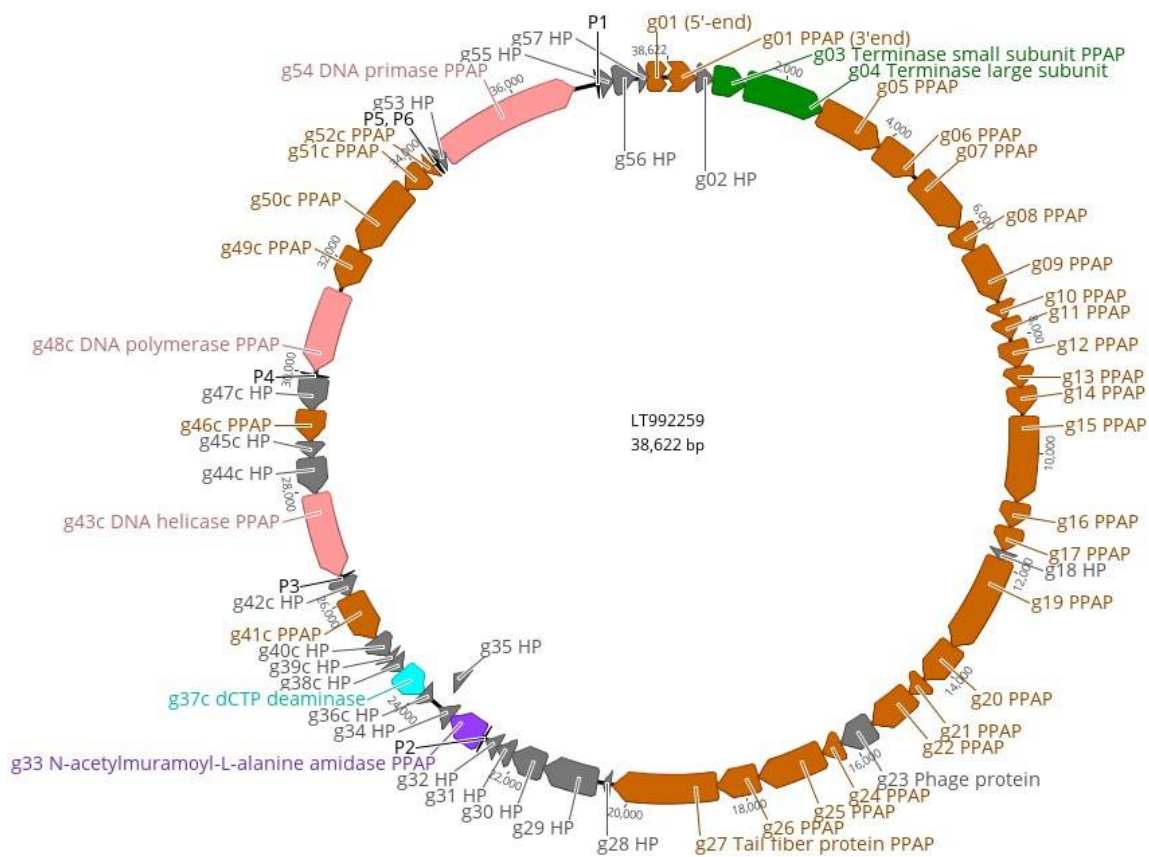 P1
g01 (5'-end)
g57 HP
38,622
g01 PPAP (3'end)
g55 HP
g03 Terminase small subunit PPAP
g54 DNA primase PPAP
2,000
g04 Terminase large subunit
36,000
g05 PPAP
g53 HP
P5, P6
g52c PPAP
4,000
g06 PPAP
g51c PPAP
34,000
g07 PPAP
g56 HP
g02 HP
g50c PPAP
6,000
g08 PPAP
g49c PPAP
32,000
g09 PPAP
g10 PPAP
g11 PPAP
8,000
g48c DNA polymerase PPAP
g12 PPAP
30,000
P4
g13 PPAP
g47c HP
g14 PPAP
LT992259
38,622 bp
g46c PPAP
g15 PPAP
g45c HP
10,000
g44c HP
28,000
g43c DNA helicase PPAP
g16 PPAP
g17 PPAP
g18 HP
12,000
P3
g42c HP
26,000
g19 PPAP
g41c PPAP
g40c HP
g35 HP
g39c HP
g38c HP
14,000
g37c dCTP deaminase
g20 PPAP
24,000
g36c HP
g21 PPAP
g34 HP
g22 PPAP
P2
g33 N-acetylmuramoyl-L-alanine amidase PPAP
16,000
g32 HP
22,000
g23 Phage protein
g31 HP
g24 PPAP
g30 HP
20,000
18,000
g25 PPAP
g29 HP
g26 PPAP
g28 HP
g27 Tail fiber protein PPAP